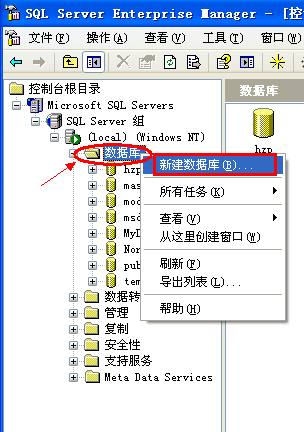 SQL Server Enterprise Manager - [控
文件(F) 操作(A) 查看(V) 工具(T) 窗口(W)
控制台根目录
Microsoft SQL Servers
SQL Server 组
(local) (Windows NT)
数据库
hzp
mas
mod
msd
MyD
Nor
pub
tem
数据转
管理
复制
安全性
支持服务
Meta Data Services
数据库
hzp
新建数据库(B)...
所有任务(K)
查看(V)
从这里创建窗口(W)
刷新(F)
导出列表(L)...
帮助(H)